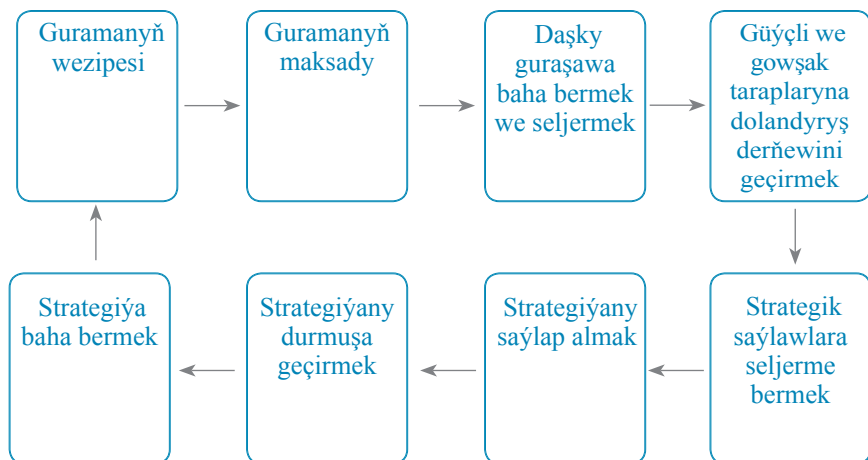 Guramanyň
wezipesi
Guramanyň
maksady
Daşky
guraşawa
baha bermek
we seljermek
Güýçli we
gowşak
taraplaryna
dolandyryş
derňewini
geçirmek
Strategiýa
baha bermek
Strategiýany
durmuşa
geçirmek
Strategiýany
saýlap almak
Strategik
saýlawlara
seljerme
bermek